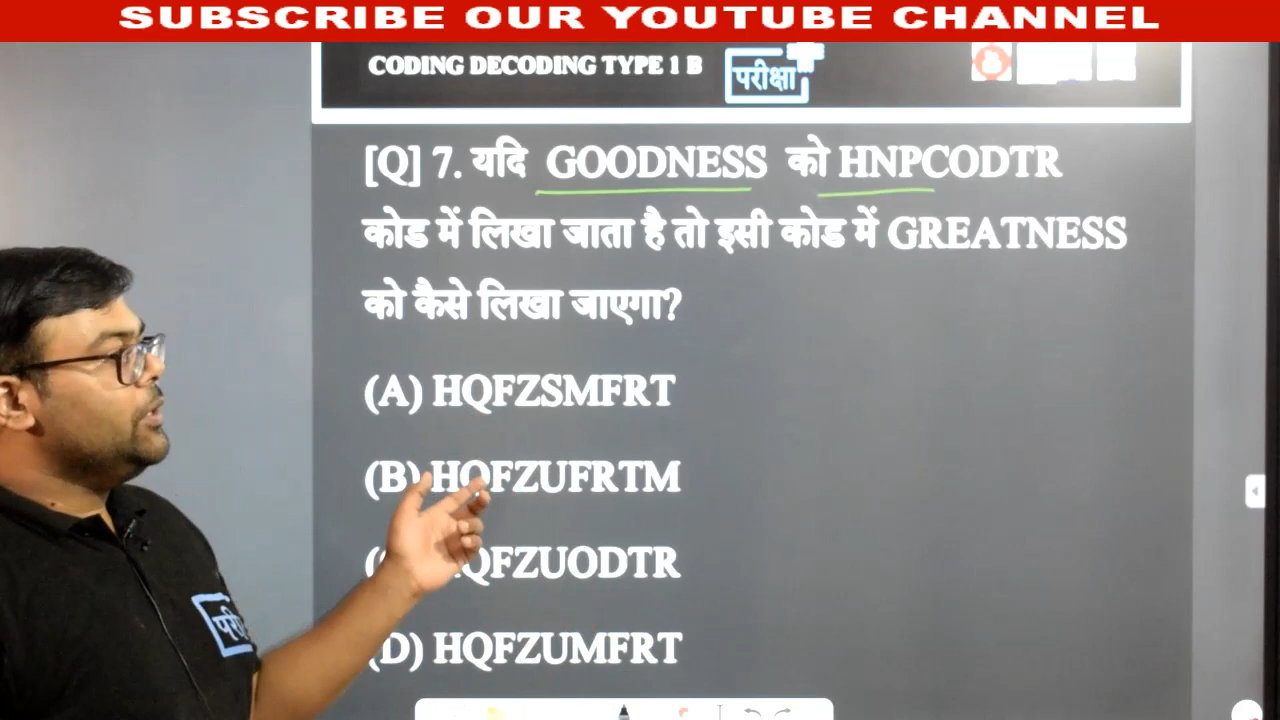 SUBSCRIBE OUR YOUTUBE CHANNEL
CODING DECODING TYPE 1 B
परीक्षा
[Q] 7. यदि GOODNESS को HNPCODTR
कोड में लिखा जाता है तो इसी कोड में GREATNESS
को कैसे लिखा जाएगा?
(A) HQFZSMFRT
(B) HQFZUFRTM
QFZUODTR
(D) HQFZUMFRT